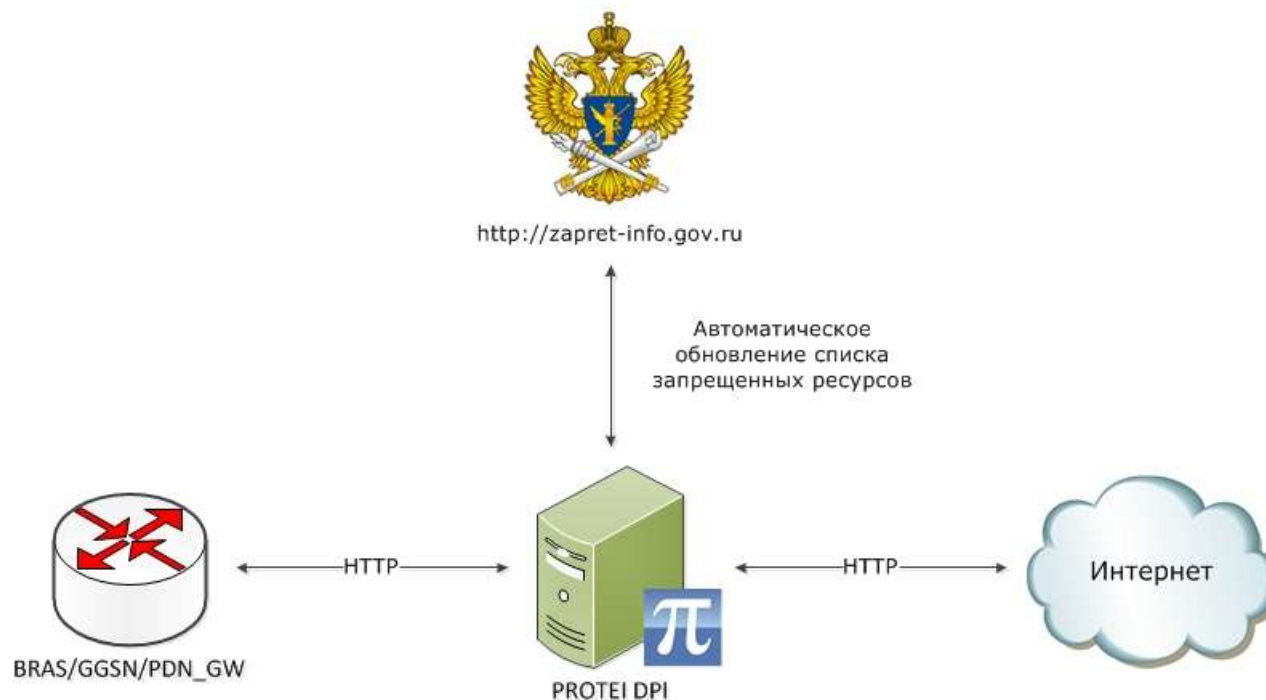 http://zapret-info.gov.ru
Автоматическое
обновление списка
запрещенных ресурсов
HTTP
HTTP
Интернет
π
BRAS/GGSN/PDN_GW
PROTEI DPI